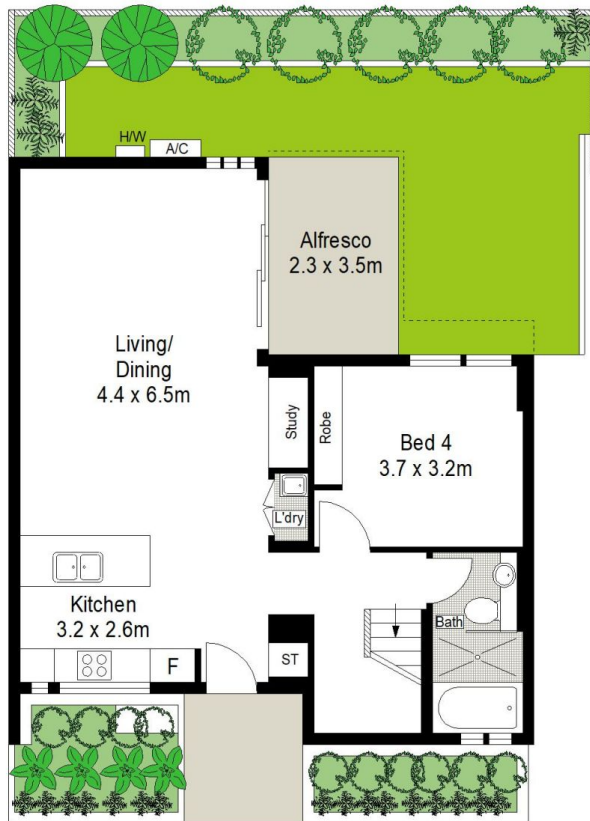 H/W
A/C
Alfresco
2.3 x 3.5m
Living/
Dining
4.4 x 6.5m
Study
Robe
Bed 4
3.7 x 3.2m
L'dry
Kitchen
3.2 x 2.6m
Bath
F
ST